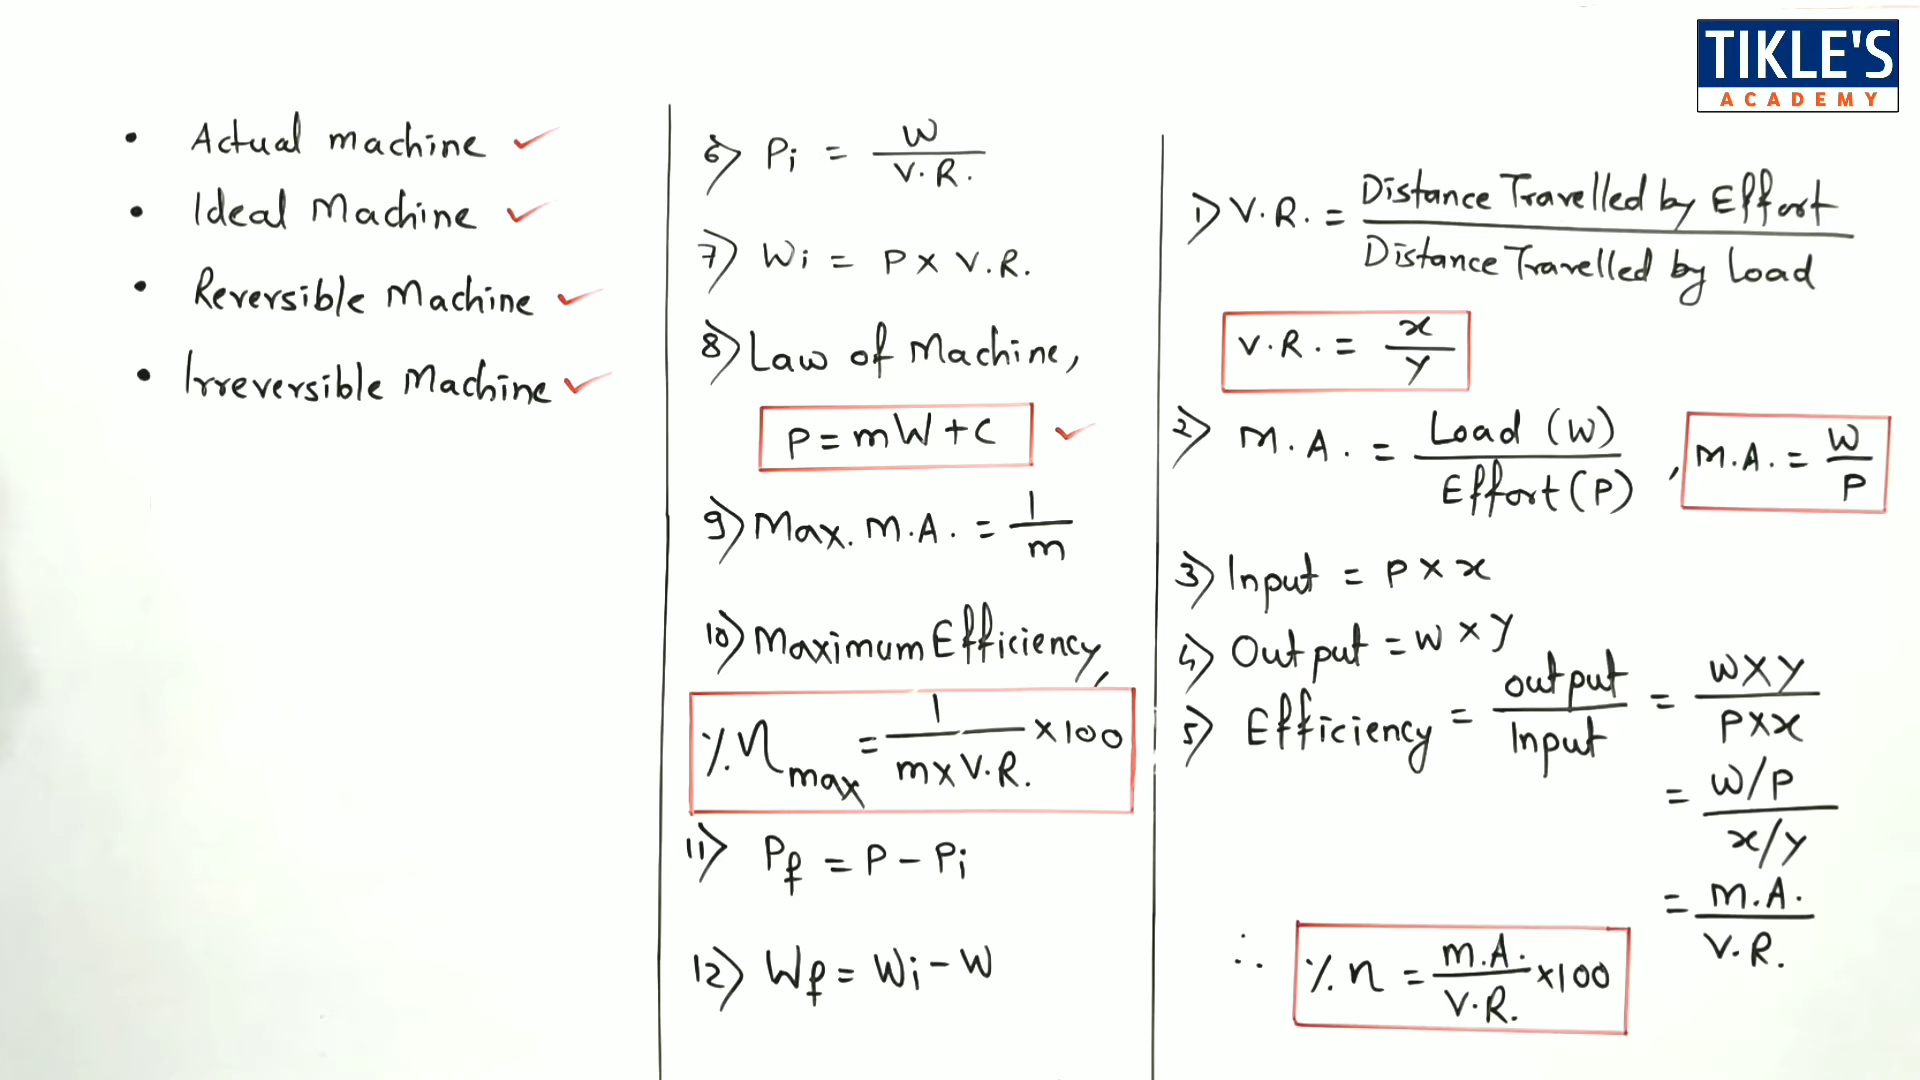 TIKLE'S
ACADEMY
• Actual machine ✓
• Ideal Machine ✓
• Reversible Machine ✓
• Irreversible Machine ✓
6) Pi = W / V.R.
7) Wi = P × V.R.
8) Law of Machine,
P = mW + C ✓
9) Max. M.A. = 1 / m
10) Maximum Efficiency,
% η max = 1 / m × V.R. × 100
11) Pf = P – Pi
12) Wf = Wi – W
1) V.R. = Distance Travelled by Effort / Distance Travelled by Load
V.R. = x / y
2) M.A. = Load (W) / Effort (P) , M.A. = W / P
3) Input = P × x
4) Output = W × y
5) Efficiency = output / Input = W × y / P × x
= W/P / x/y
= M.A. / V.R.
∴ % η = M.A. / V.R. × 100